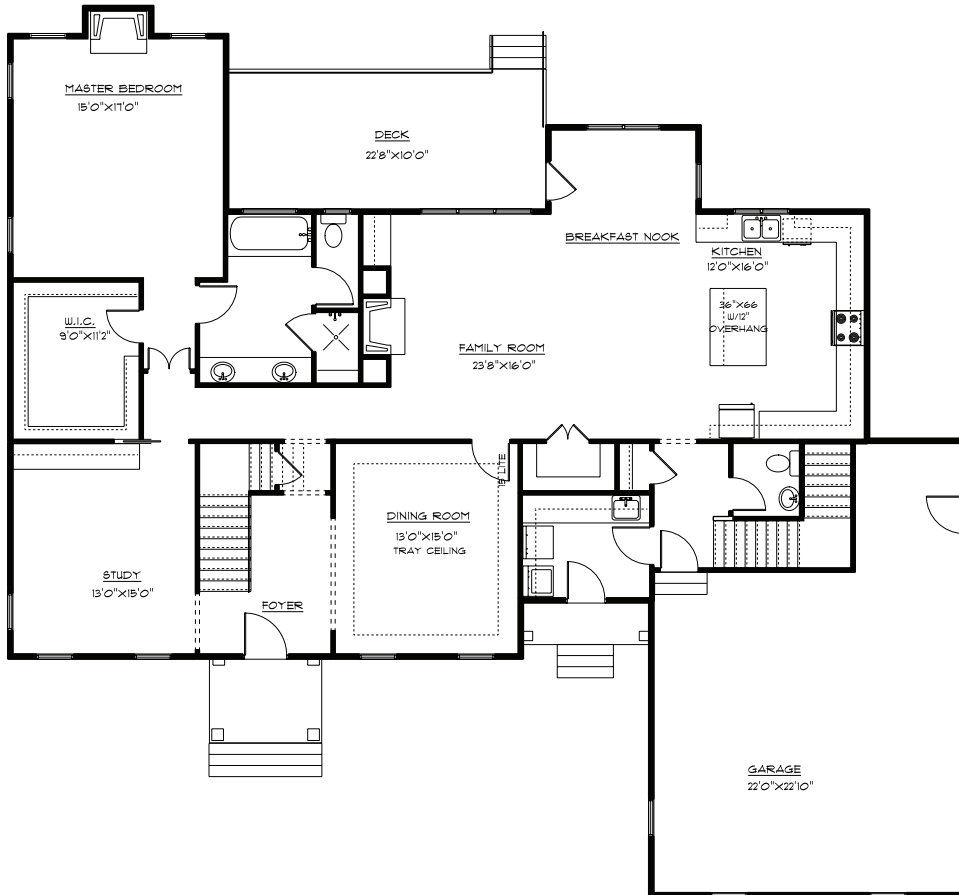 MASTER BEDROOM
15'0"X17'0"
DECK
22'8"X10'0"
BREAKFAST NOOK
KITCHEN
12'0"X16'0"
36"X66
W/12"
OVERHANG
W.I.C.
9'0"X11'2"
FAMILY ROOM
23'8"X16'0"
15 LITE
DINING ROOM
13'0"X15'0"
TRAY CEILING
STUDY
13'0"X15'0"
FOYER
GARAGE
22'0"X22'10"